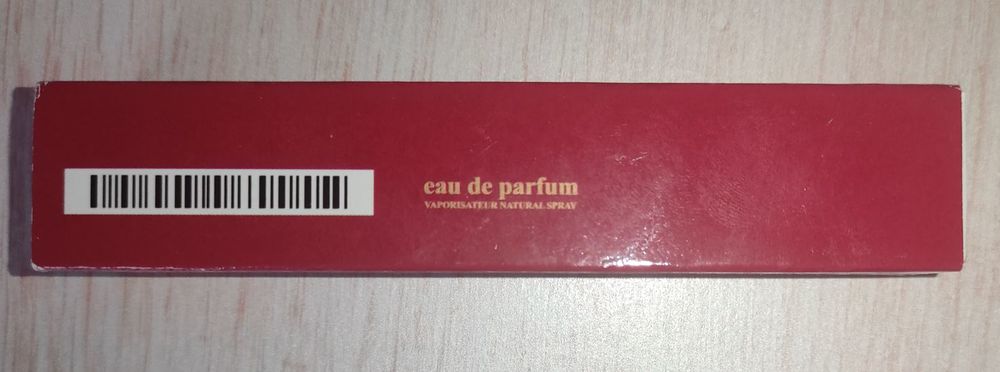 eau de parfum
VAPORISATEUR NATURAL SPRAY